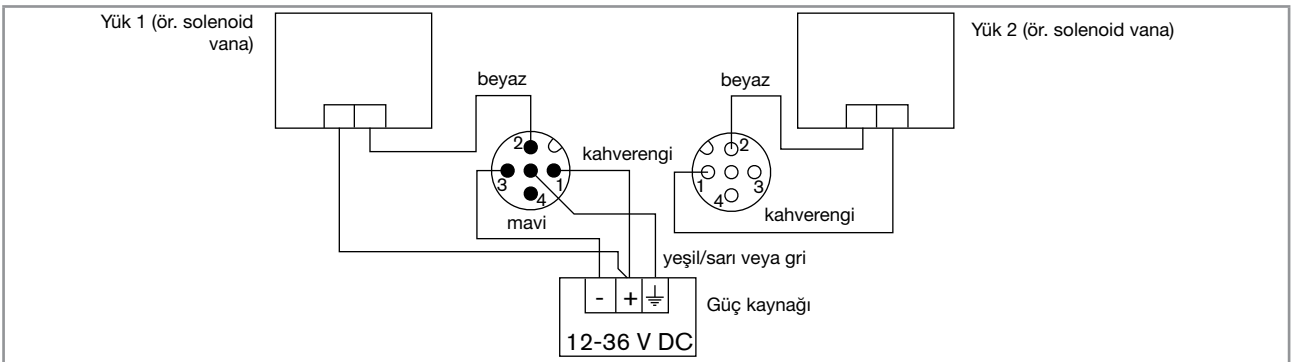 Yük 1 (ör. solenoid
vana)
Yük 2 (ör. solenoid vana)
beyaz
beyaz
2
2
kahverengi
3
1
1
3
4
4
mavi
kahverengi
yeşil/sarı veya gri
- +
Güç kaynağı
12-36 V DC